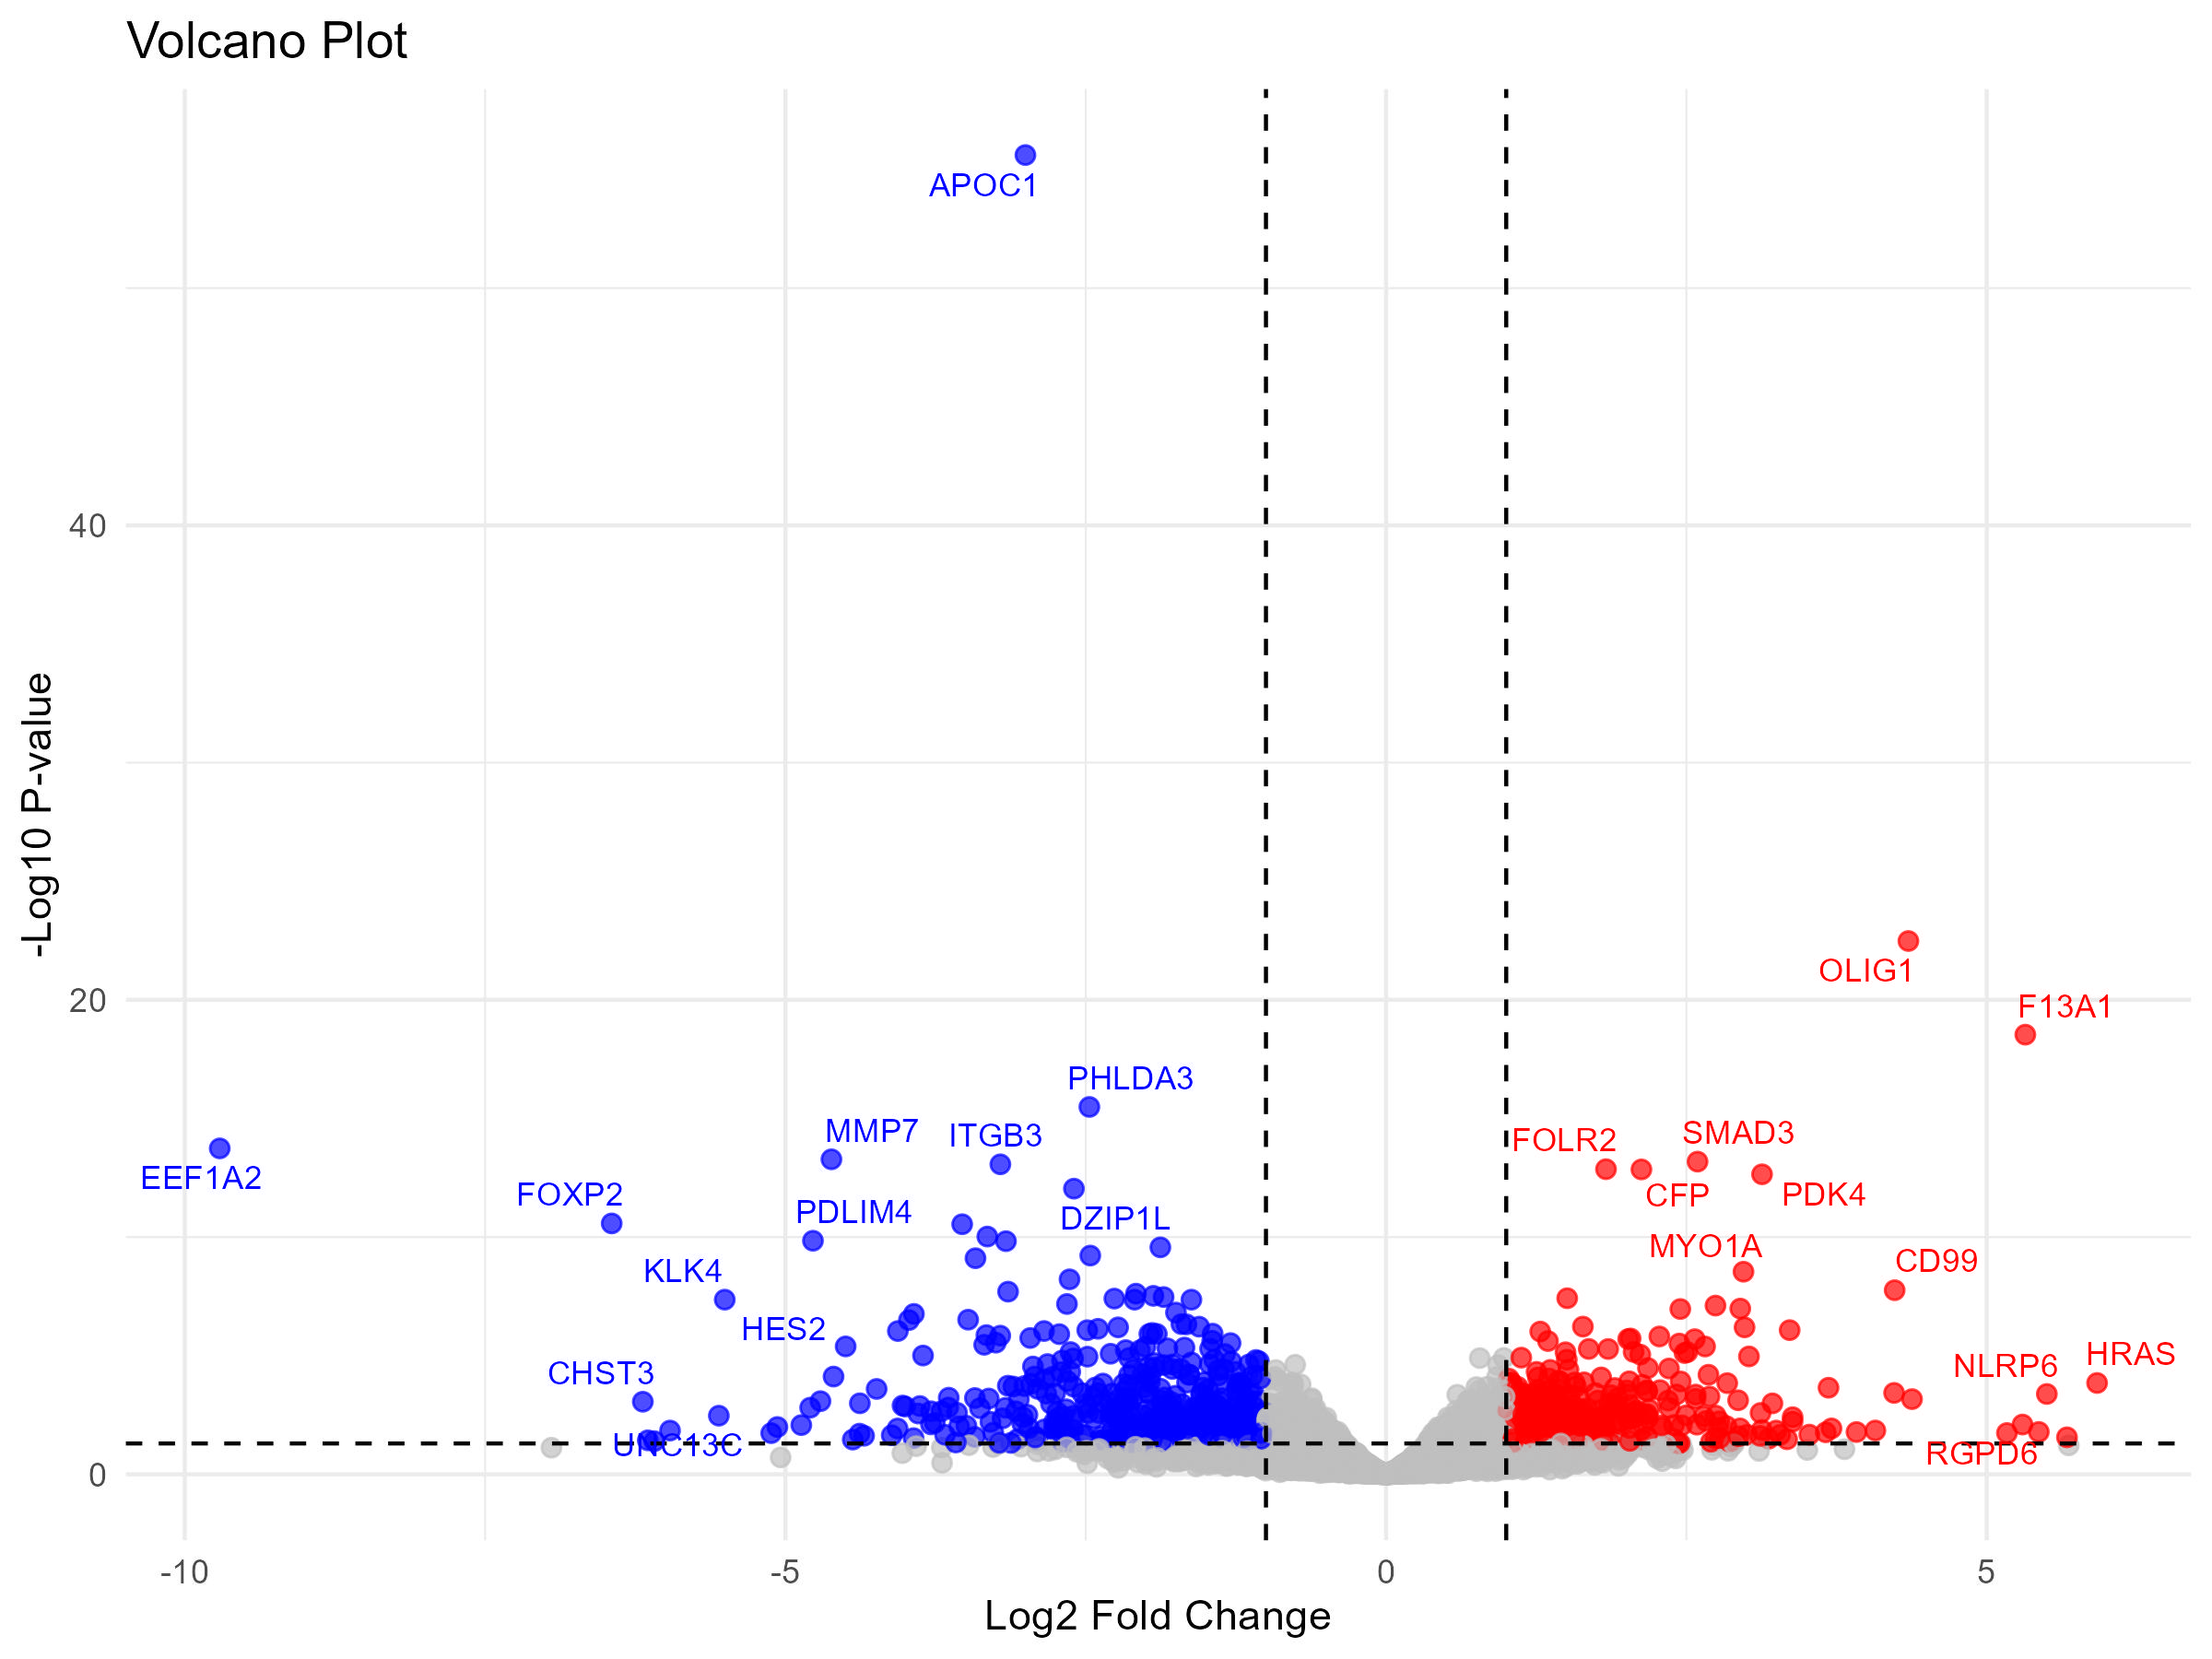 Volcano Plot
APOC1
40
-Log10 P-value
OLIG1
20
F13A1
PHLDA3
MMP7
ITGB3
FOLR2
SMAD3
EEF1A2
FOXP2
CFP
PDK4
PDLIM4
DZIP1L
MYO1A
CD99
KLK4
HES2
HRAS
NLRP6
CHST3
UNC13C
RGPD6
0
-10
-5
0
5
Log2 Fold Change